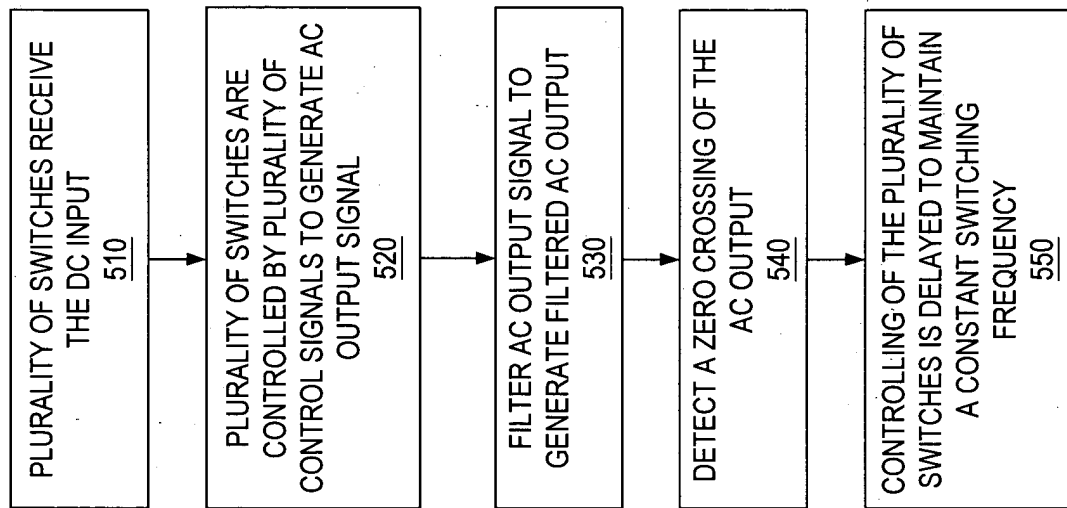 PLURALITY OF SWITCHES RECEIVE
THE DC INPUT
510
PLURALITY OF SWITCHES ARE
CONTROLLED BY PLURALITY OF
CONTROL SIGNALS TO GENERATE AC
OUTPUT SIGNAL
520
FILTER AC OUTPUT SIGNAL TO
GENERATE FILTERED AC OUTPUT
530
DETECT A ZERO CROSSING OF THE
AC OUTPUT
540
CONTROLLING OF THE PLURALITY OF
SWITCHES IS DELAYED TO MAINTAIN
A CONSTANT SWITCHING
FREQUENCY
550